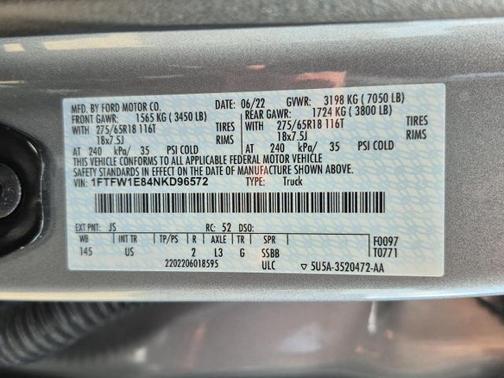 MFD. BY FORD MOTOR CO.
DATE: 06/22 GVWR: 3198 KG ( 7050 LB)
FRONT GAWR: 1565 KG ( 3450 LB) REAR GAWR: 1724 KG ( 3800 LB)
WITH 275/65R18 116T TIRES WITH 275/65R18 116T TIRES
18x7.5J RIMS 18x7.5J RIMS
AT 240 kPa/ 35 PSI COLD AT 240 kPa/ 35 PSI COLD
THIS VEHICLE CONFORMS TO ALL APPLICABLE FEDERAL MOTOR VEHICLE
SAFETY STANDARDS IN EFFECT ON THE DATE OF MANUFACTURE SHOWN ABOVE.
VIN: 1FTFW1E84NKD96572 TYPE: Truck
EXT PNT: JS RC: 52 DSO:
WB INT TR TP/PS R AXLE TR SPR F0097
145 US 2 L3 G SSBB T0771
2202206018595 ULC ▽ 5U5A-3520472-AA